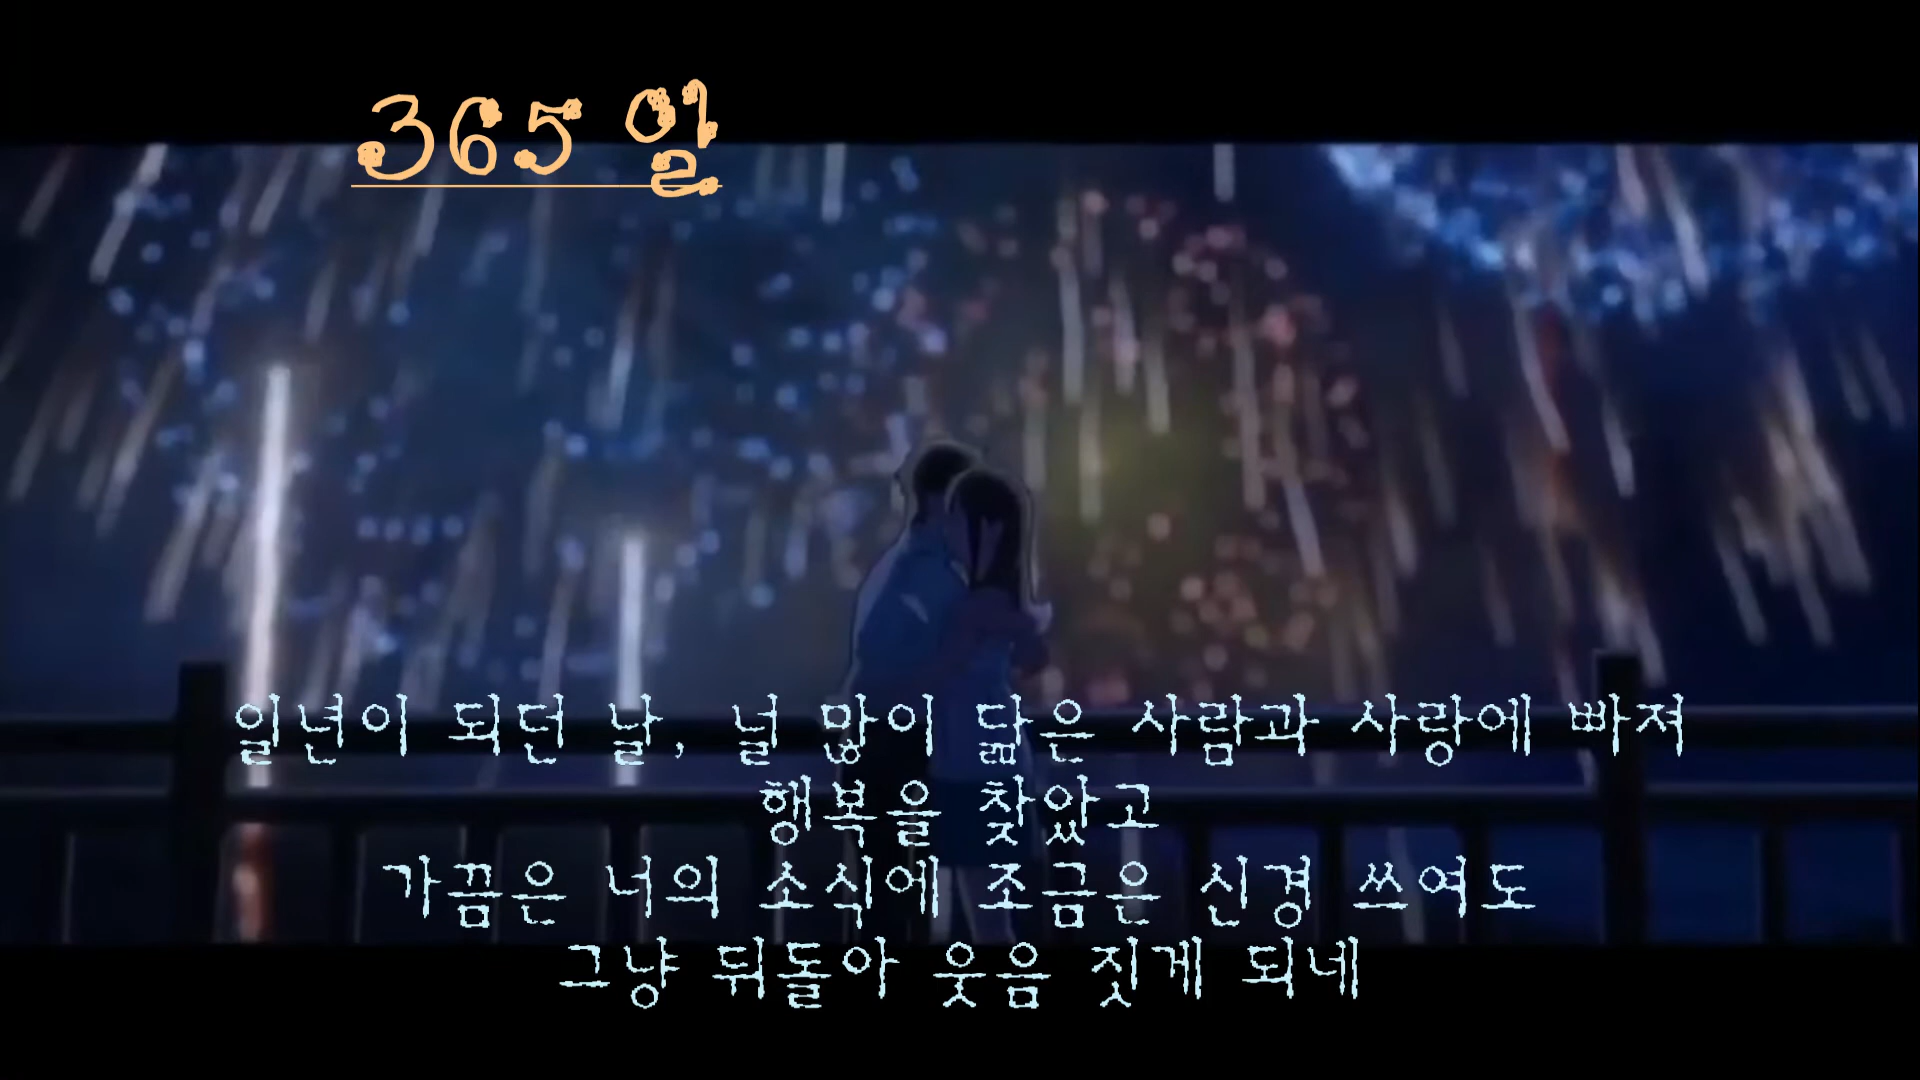 365 일
일년이 되던 날, 널 많이 닮은 사람과 사랑에 빠져
행복을 찾았고
가끔은 너의 소식에 조금은 신경 쓰여도
그냥 뒤돌아 웃음 짓게 되네